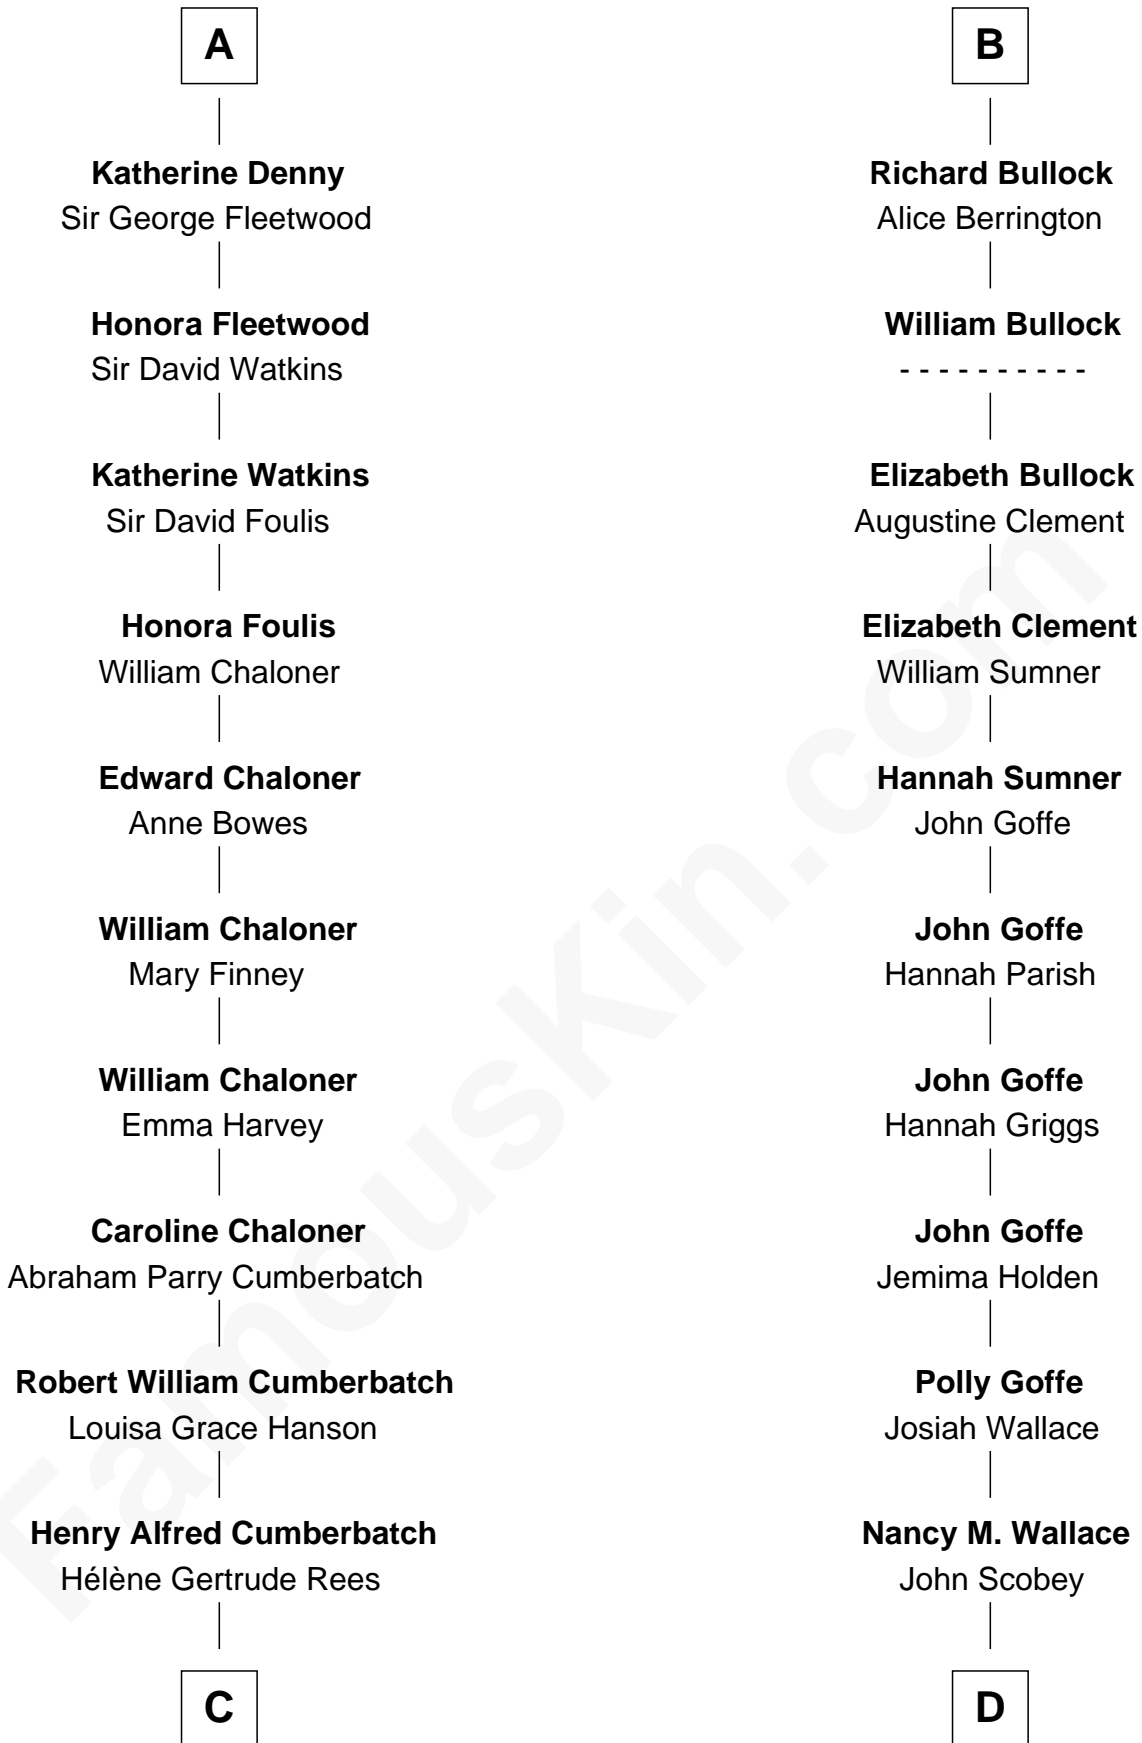 A
Katherine Denny
Sir George Fleetwood
Honora Fleetwood
Sir David Watkins
Katherine Watkins
Sir David Foulis
Honora Foulis
William Chaloner
Edward Chaloner
Anne Bowes
William Chaloner
Mary Finney
William Chaloner
Emma Harvey
Caroline Chaloner
Abraham Parry Cumberbatch
Robert William Cumberbatch
Louisa Grace Hanson
Henry Alfred Cumberbatch
Hélène Gertrude Rees
C
B
Richard Bullock
Alice Berrington
William Bullock
- - - - - - - - - -
Elizabeth Bullock
Augustine Clement
Elizabeth Clement
William Sumner
Hannah Sumner
John Goffe
John Goffe
Hannah Parish
John Goffe
Hannah Griggs
John Goffe
Jemima Holden
Polly Goffe
Josiah Wallace
Nancy M. Wallace
John Scobey
D
FamousKin.com